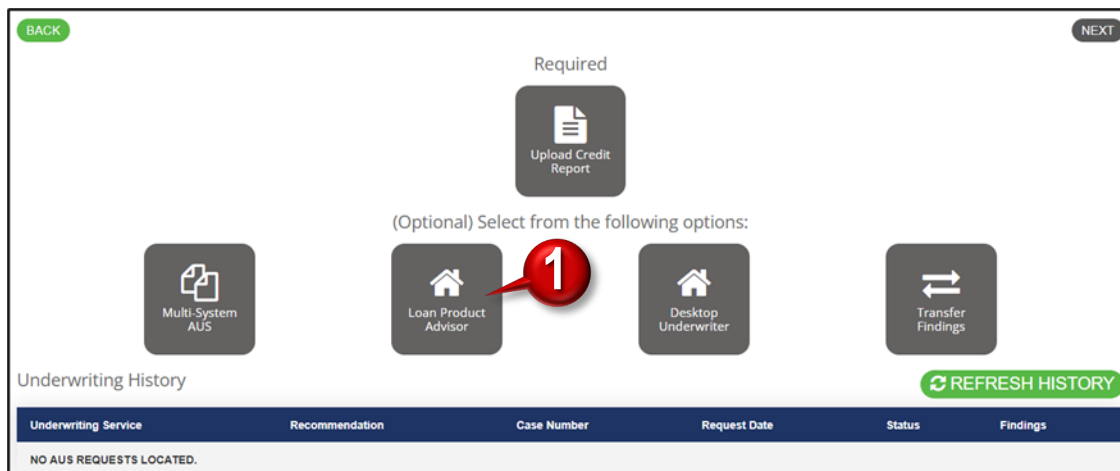 BACK
NEXT
Required
Upload Credit
Report
(Optional) Select from the following options:
1
Multi-System
AUS
Loan Product
Advisor
Desktop
Underwriter
Transfer
Findings
Underwriting History
REFRESH HISTORY
Underwriting Service Recommendation Case Number Request Date Status Findings
NO AUS REQUESTS LOCATED.